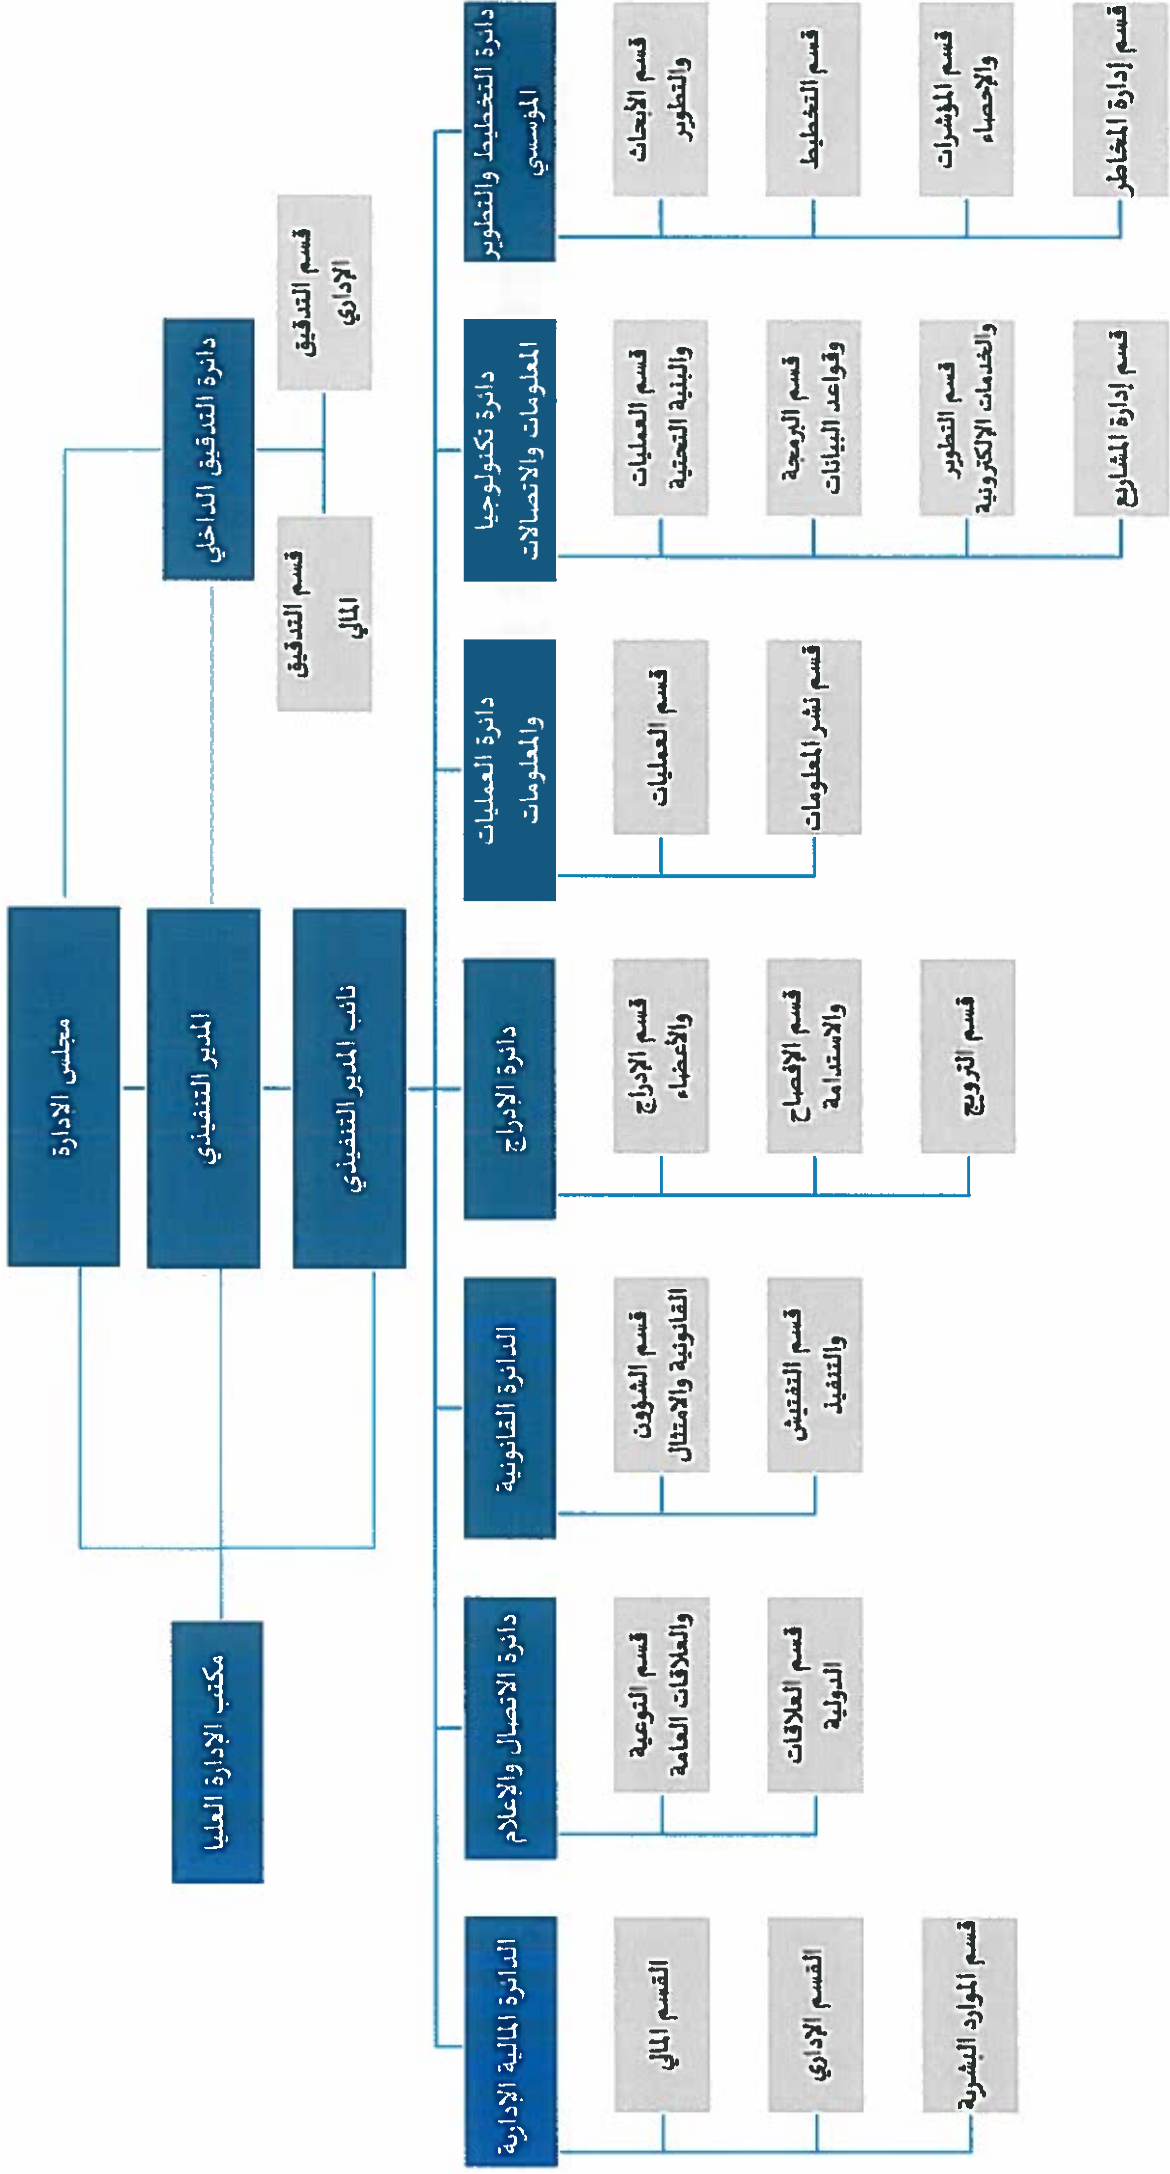 مجلس الإدارة
المدير التنفيذي
نائب المدير التنفيذي
مكتب الإدارة العليا
دائرة التدقيق الداخلي
قسم التدقيق
الإداري
قسم التدقيق
المالي
دائرة التخطيط والتطوير
المؤسسي
قسم الأبحاث
والتطوير
قسم التخطيط
قسم المؤشرات
والإحصاء
قسم إدارة المخاطر
دائرة تكنولوجيا
المعلومات والاتصالات
قسم العمليات
والبنية التحتية
قسم البرمجة
وقواعد البيانات
قسم التطوير
والخدمات الإلكترونية
قسم إدارة المشاريع
دائرة العمليات
والمعلومات
قسم العمليات
قسم نشر المعلومات
دائرة الإدراج
قسم الإدراج
والأعضاء
قسم الإفصاح
والاستدامة
قسم الترويج
الدائرة القانونية
قسم الشؤون
القانونية والامتثال
قسم التفتيش
والتنفيذ
دائرة الاتصال والإعلام
قسم التوعية
والعلاقات العامة
قسم العلاقات
الدولية
الدائرة المالية الإدارية
القسم المالي
القسم الإداري
قسم الموارد البشرية